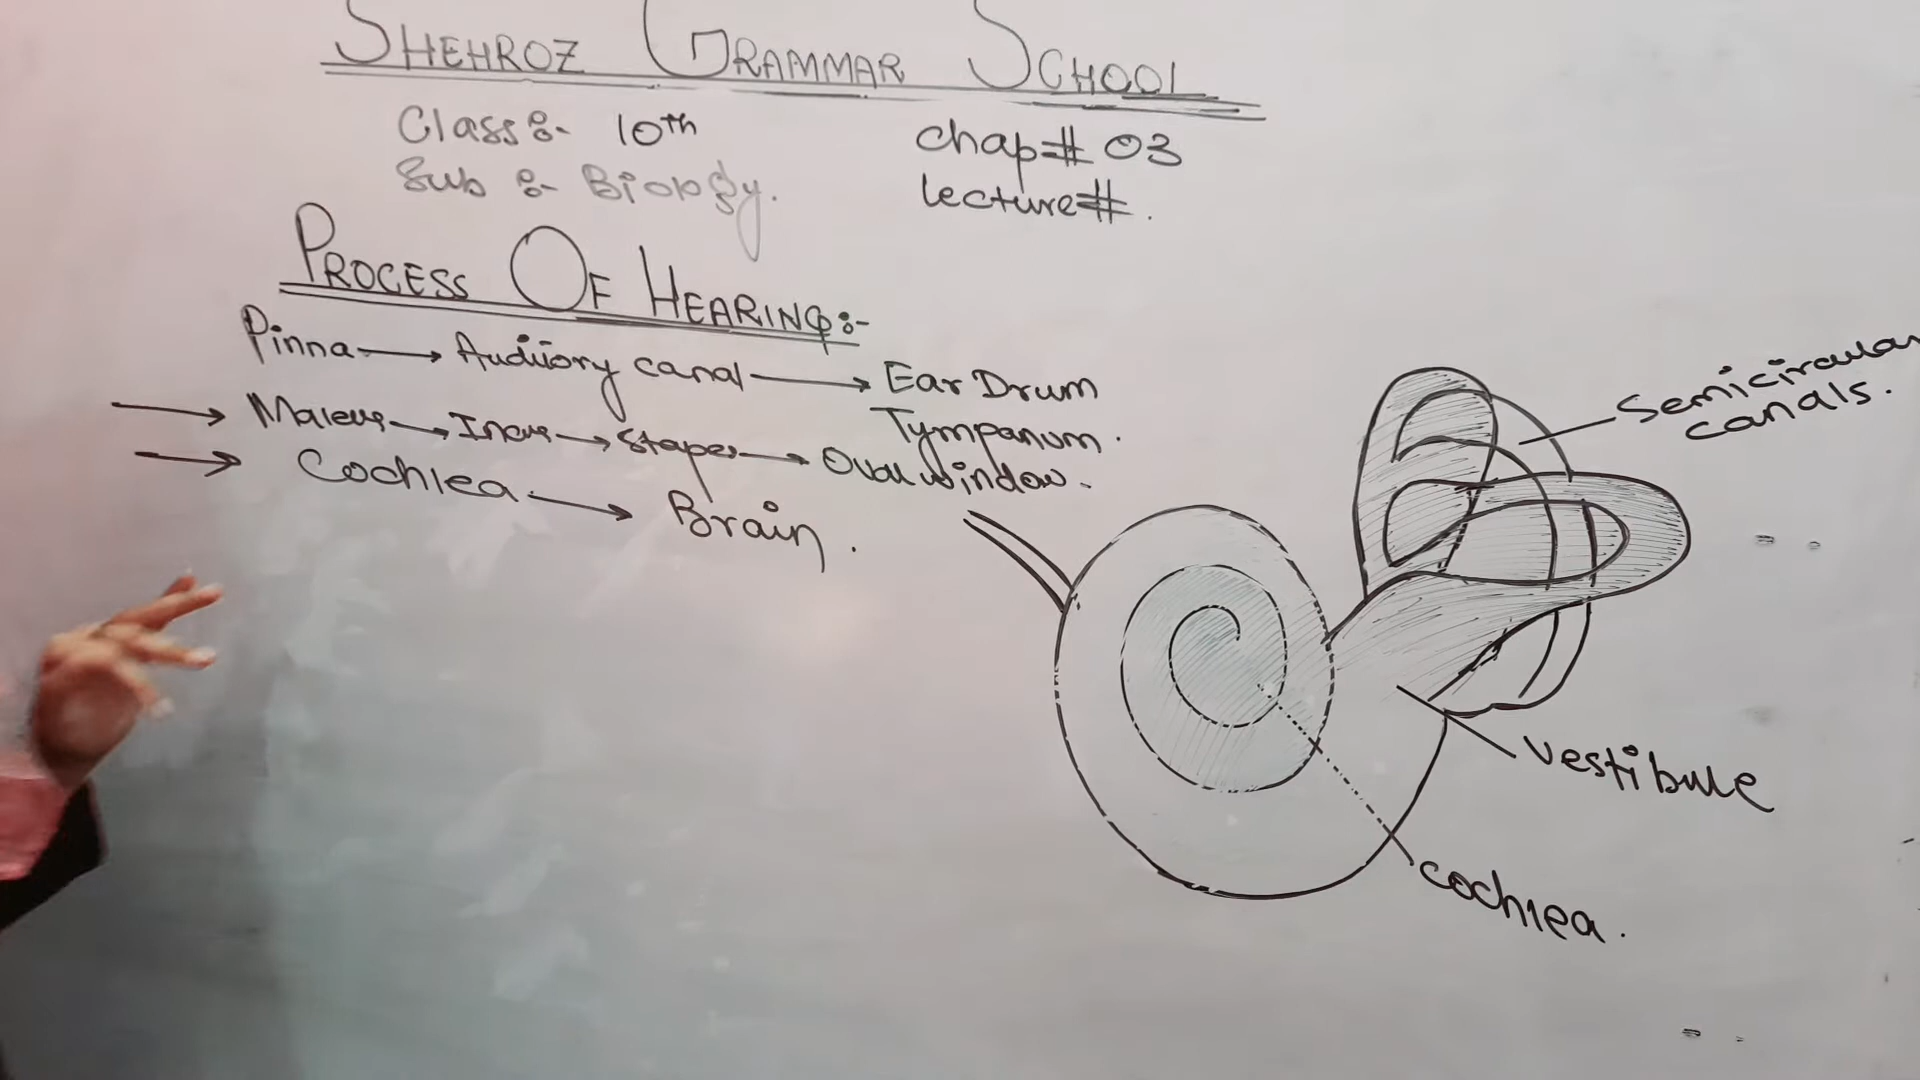 SHEHROZ GRAMMAR SCHOOL
Class:- 10th
Sub :- Biology.
chap# 03
lecture#.
PROCESS OF HEARING:-
Pinna → Auditory canal → Ear Drum
Tympanum.
→ Maleus → Incus → Stapes → Oval window.
→ Cochlea → Brain.
Semicircular
canals.
vestibule
cochlea.